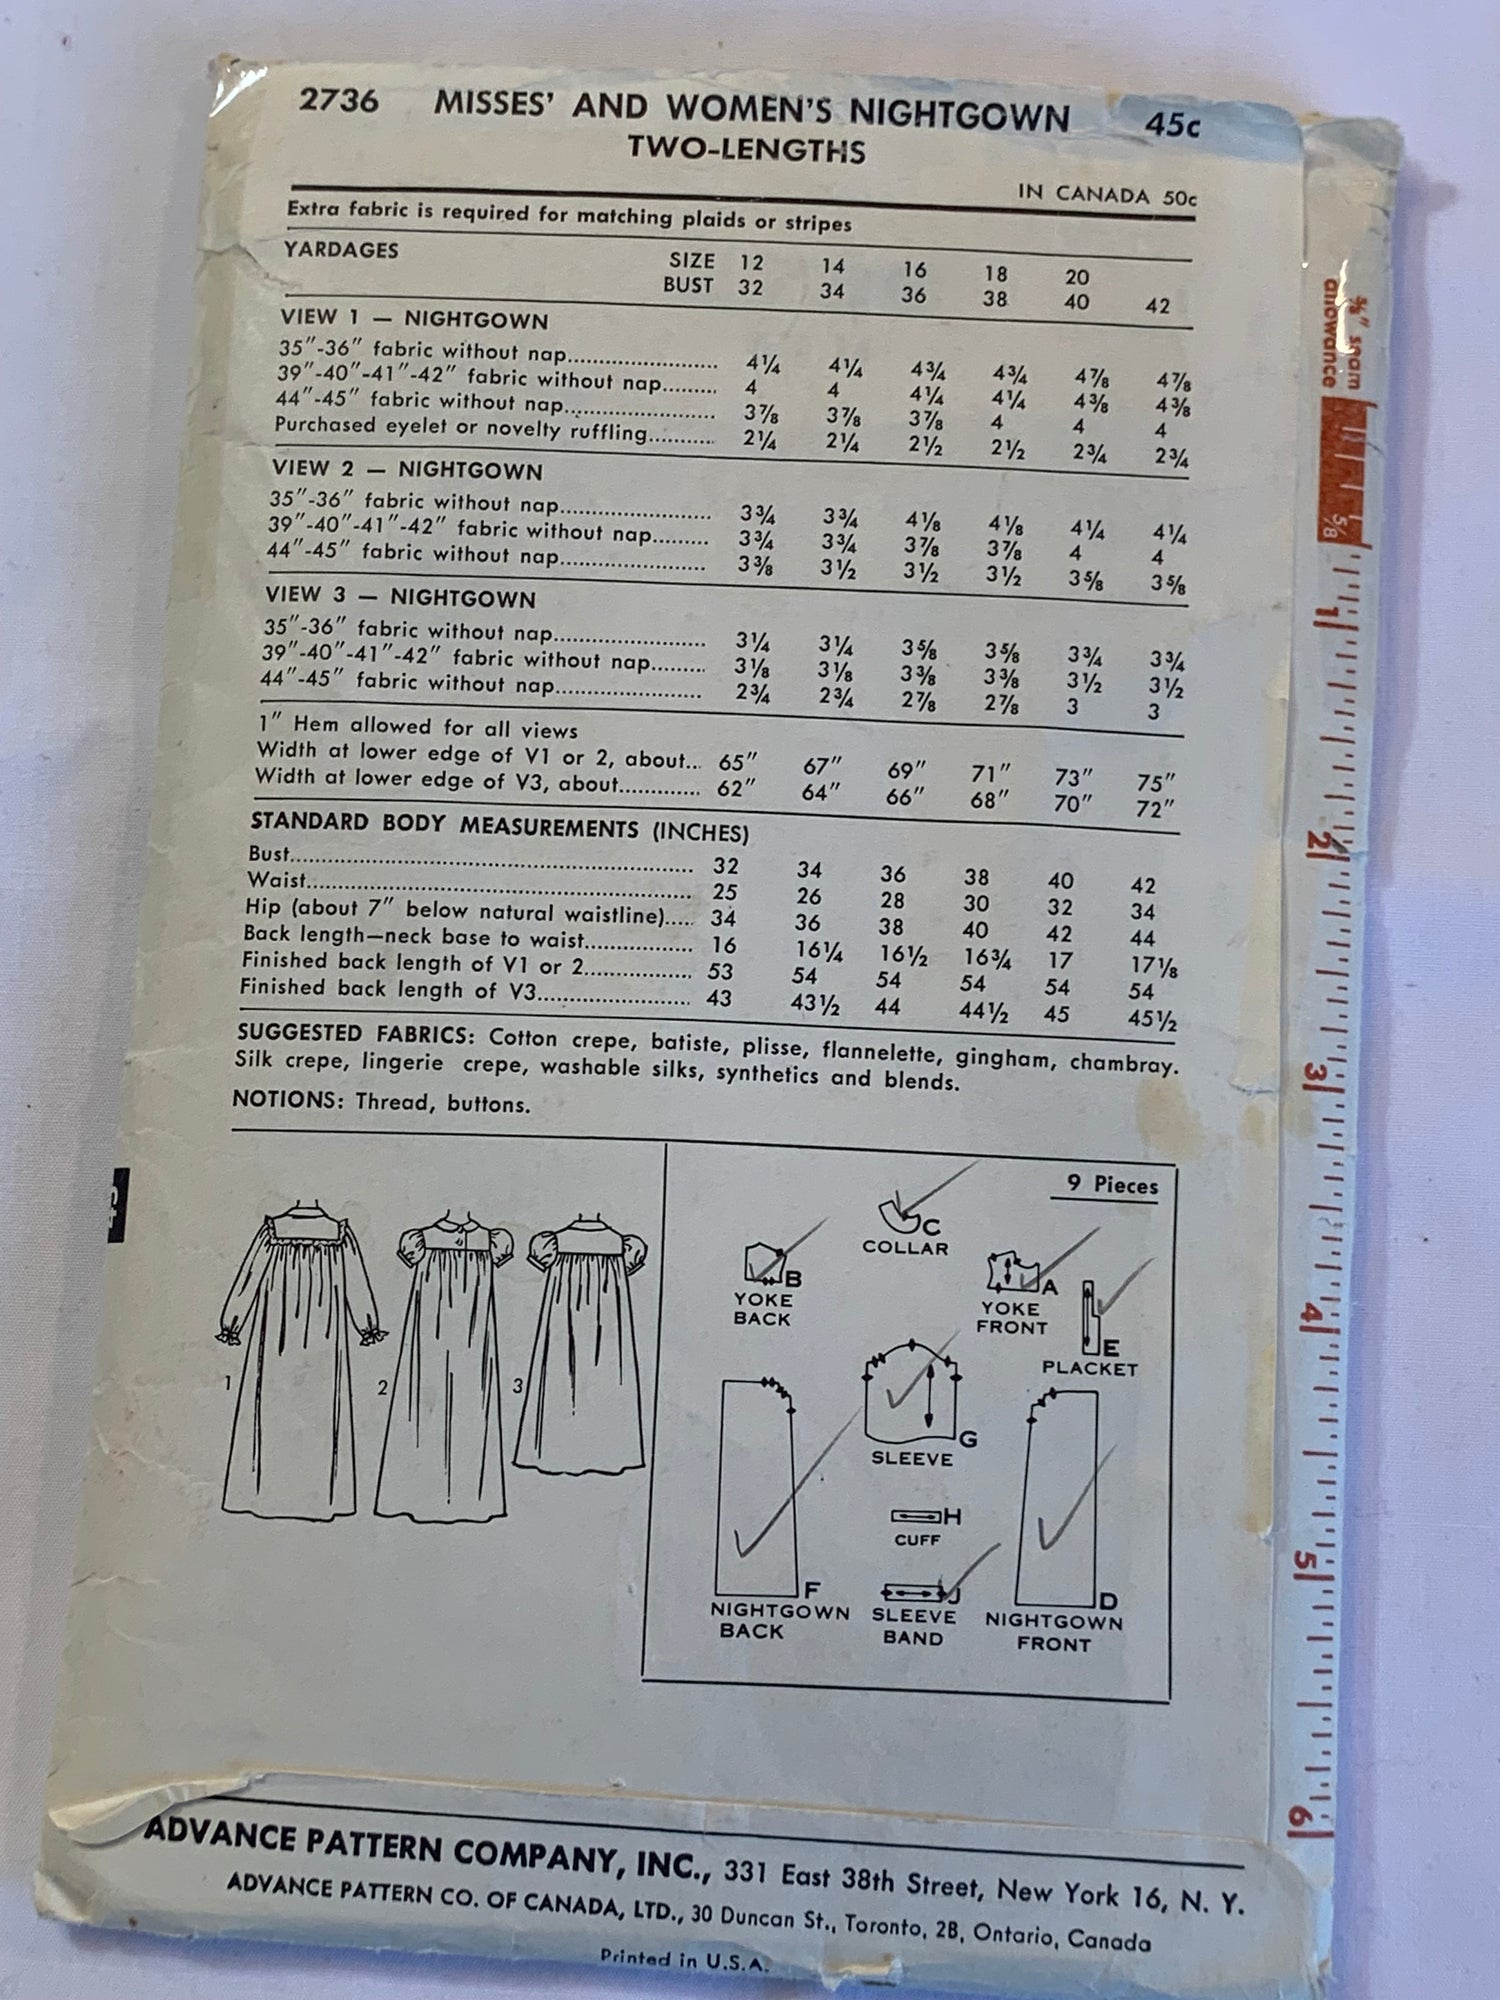 2736 MISSES' AND WOMEN'S NIGHTGOWN 45c
TWO-LENGTHS
IN CANADA 50c
Extra fabric is required for matching plaids or stripes
YARDAGES SIZE 12 14 16 18 20
BUST 32 34 36 38 40 42
VIEW 1 — NIGHTGOWN
35"-36" fabric without nap.................................... 4¼ 4¼ 4¾ 4¾ 4⅞ 4⅞
39"-40"-41"-42" fabric without nap......... 4 4 4¼ 4¼ 4⅜ 4⅜
44"-45" fabric without nap.................................... 3⅞ 3⅞ 3⅞ 4 4 4
Purchased eyelet or novelty ruffling........... 2¼ 2¼ 2½ 2½ 2¾ 2¾
VIEW 2 — NIGHTGOWN
35"-36" fabric without nap.................................... 3¾ 3¾ 4⅛ 4⅛ 4¼ 4¼
39"-40"-41"-42" fabric without nap......... 3¾ 3¾ 3⅞ 3⅞ 4 4
44"-45" fabric without nap.................................... 3⅜ 3½ 3½ 3½ 3⅝ 3⅝
VIEW 3 — NIGHTGOWN
35"-36" fabric without nap.................................... 3¼ 3¼ 3⅝ 3⅝ 3¾ 3¾
39"-40"-41"-42" fabric without nap......... 3⅛ 3⅛ 3⅜ 3⅜ 3½ 3½
44"-45" fabric without nap.................................... 2¾ 2¾ 2⅞ 2⅞ 3 3
1" Hem allowed for all views
Width at lower edge of V1 or 2, about... 65" 67" 69" 71" 73" 75"
Width at lower edge of V3, about............. 62" 64" 66" 68" 70" 72"
STANDARD BODY MEASUREMENTS (INCHES)
Bust.................................... 32 34 36 38 40 42
Waist.................................... 25 26 28 30 32 34
Hip (about 7" below natural waistline)..... 34 36 38 40 42 44
Back length—neck base to waist................. 16 16¼ 16½ 16¾ 17 17⅛
Finished back length of V1 or 2................. 53 54 54 54 54 54
Finished back length of V3........................ 43 43½ 44 44½ 45 45½
SUGGESTED FABRICS: Cotton crepe, batiste, plisse, flannelette, gingham, chambray.
Silk crepe, lingerie crepe, washable silks, synthetics and blends.
NOTIONS: Thread, buttons.
1
2
3
9 Pieces
C
COLLAR
B
YOKE
BACK
A
YOKE
FRONT
E
PLACKET
G
SLEEVE
H
CUFF
F
NIGHTGOWN
BACK
J
SLEEVE
BAND
D
NIGHTGOWN
FRONT
ADVANCE PATTERN COMPANY, INC., 331 East 38th Street, New York 16, N. Y.
ADVANCE PATTERN CO. OF CANADA, LTD., 30 Duncan St., Toronto, 2B, Ontario, Canada
Printed in U.S.A.
⅝" seam
allowance
5/8
1
2
3
4
5
6